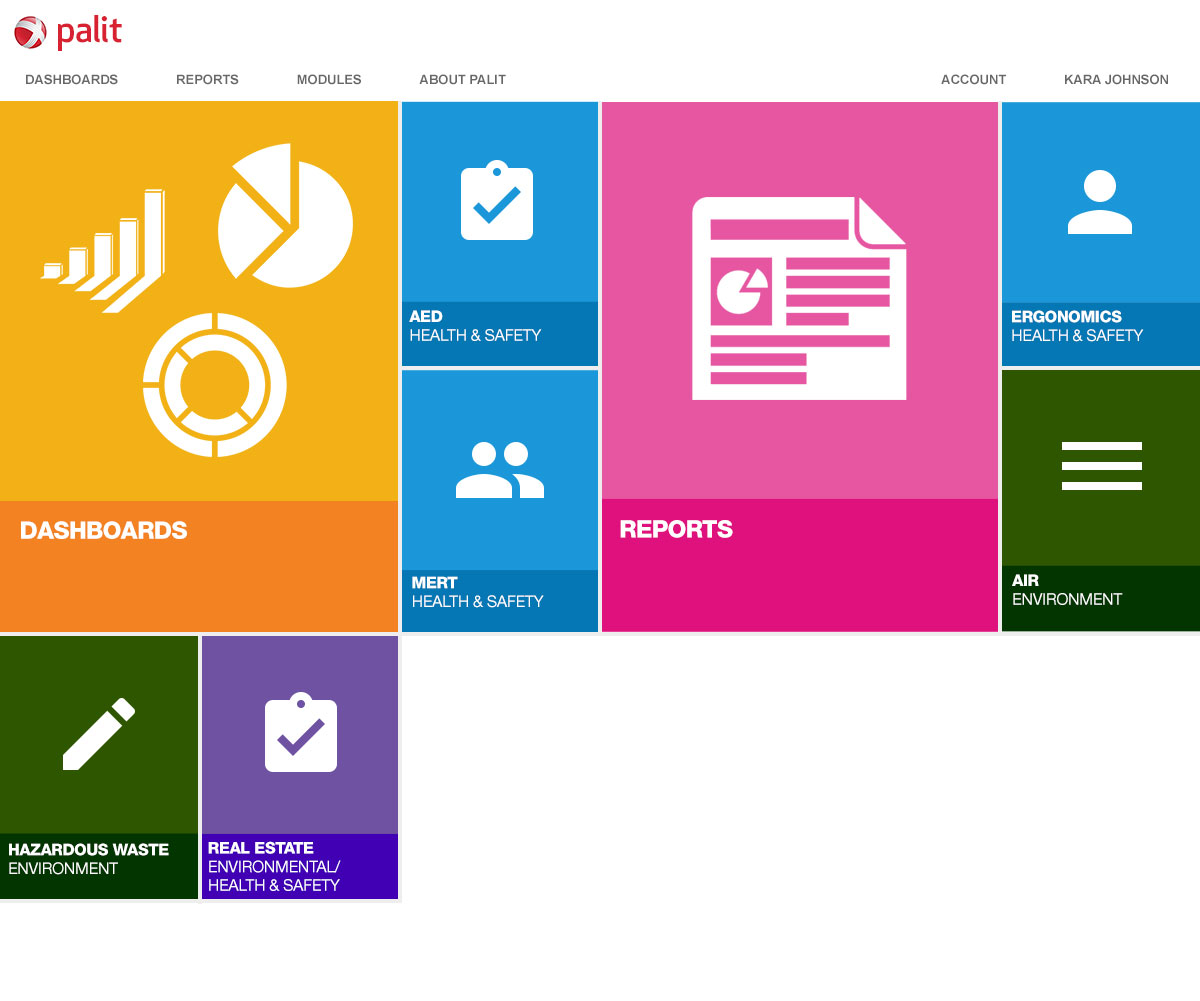 palit
DASHBOARDS
REPORTS
MODULES
ABOUT PALIT
ACCOUNT
KARA JOHNSON
DASHBOARDS
AED
HEALTH & SAFETY
MERT
HEALTH & SAFETY
REPORTS
ERGONOMICS
HEALTH & SAFETY
AIR
ENVIRONMENT
HAZARDOUS WASTE
ENVIRONMENT
REAL ESTATE
ENVIRONMENTAL/
HEALTH & SAFETY